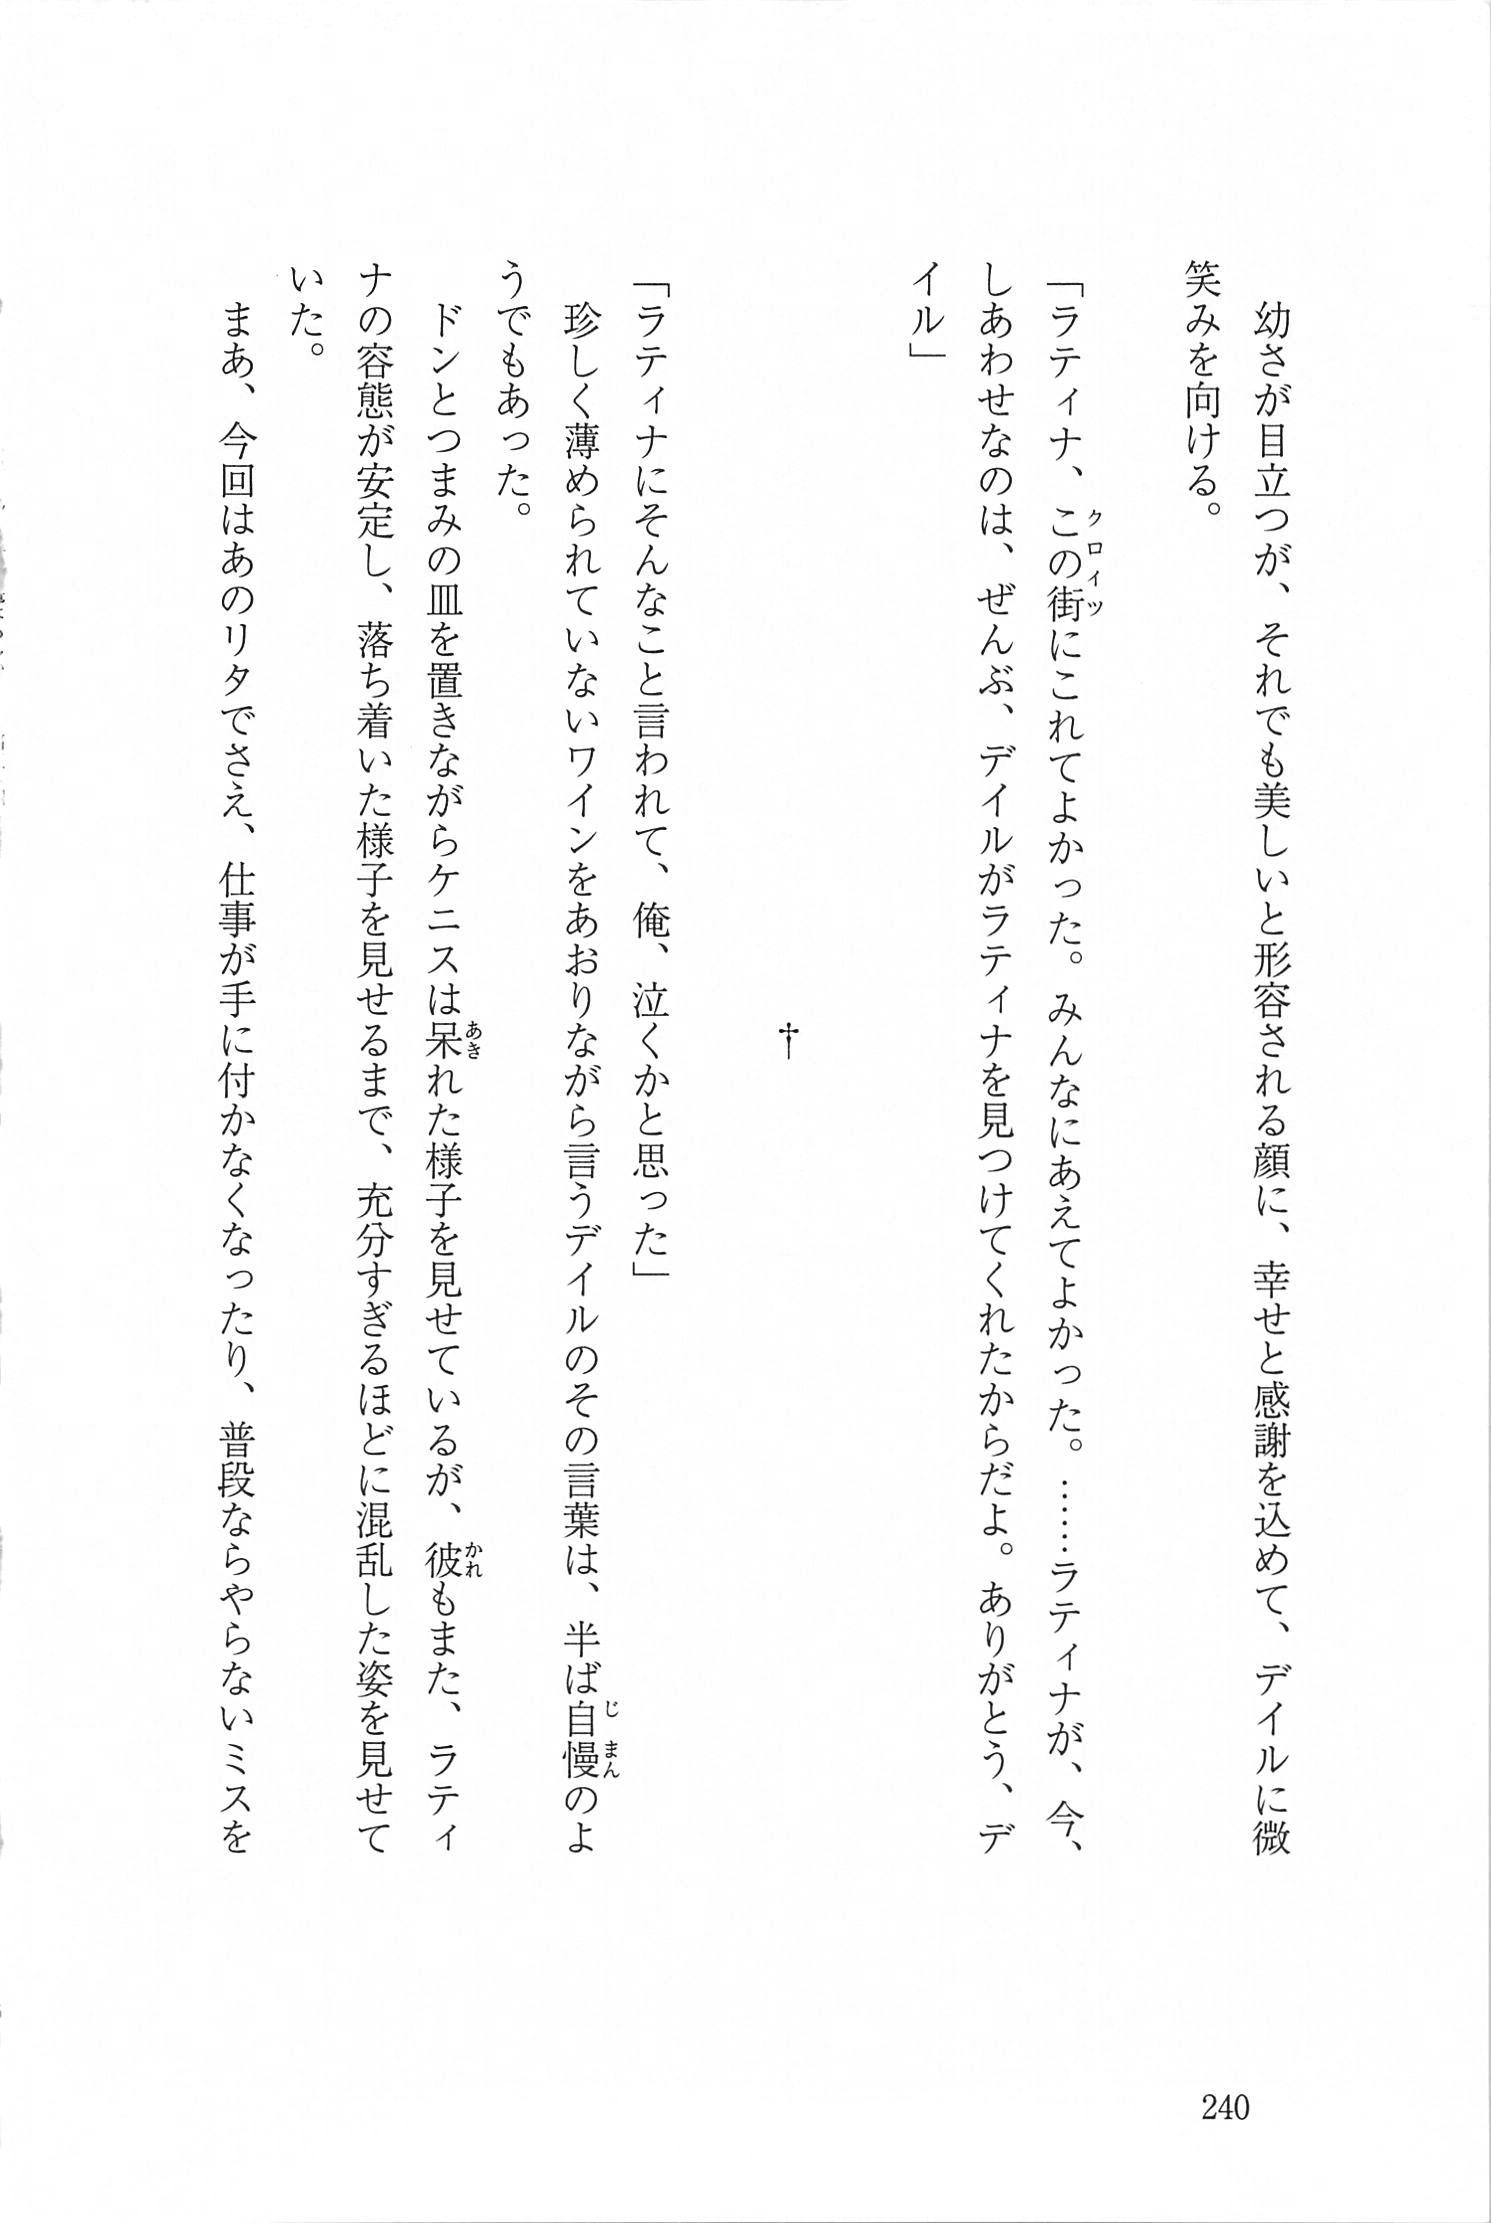 幼さが目立つが、それでも美しいと形容される顔に、幸せと感謝を込めて、デイルに微
笑みを向ける。
「ラティナ、この街にこれてよかった。みんなにあえてよかった。……ラティナが、今、
クロイツ
しあわせなのは、ぜんぶ、デイルがラティナを見つけてくれたからだよ。ありがとう、デ
イル」
†
「ラティナにそんなこと言われて、俺、泣くかと思った」
珍しく薄められていないワインをあおりながら言うデイルのその言葉は、半ば自慢のよ
じまん
うでもあった。
ドンとつまみの皿を置きながらケニスは呆れた様子を見せているが、彼もまた、ラティ
あき
かれ
ナの容態が安定し、落ち着いた様子を見せるまで、充分すぎるほどに混乱した姿を見せて
いた。
まあ、今回はあのリタでさえ、仕事が手に付かなくなったり、普段ならやらないミスを
240